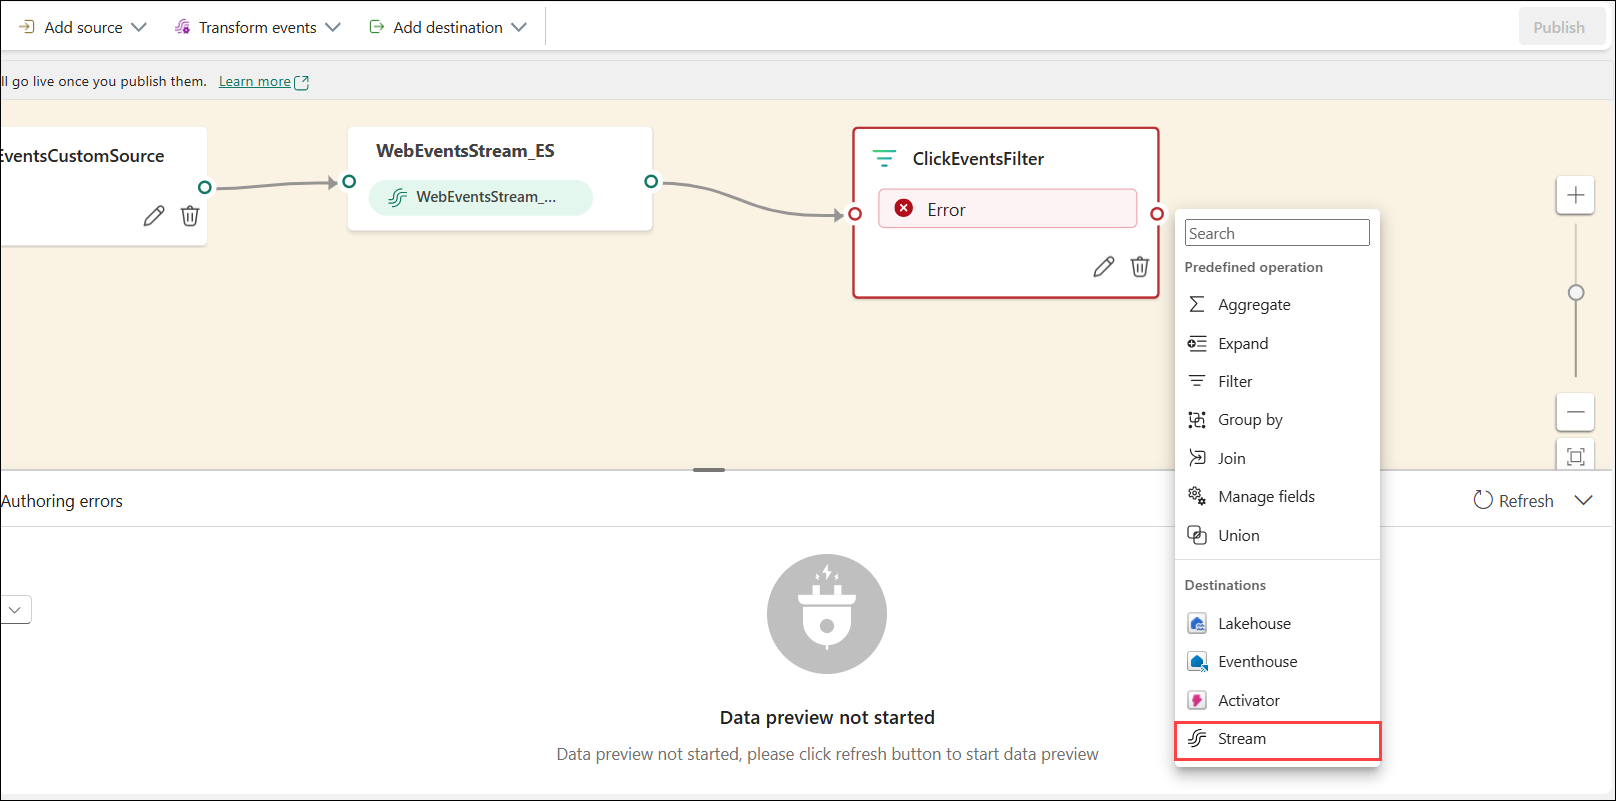 Add source
Transform events
Add destination
Publish
ll go live once you publish them. Learn more
EventsCustomSource
WebEventsStream_ES
WebEventsStream_...
ClickEventsFilter
Error
Search
Predefined operation
Aggregate
Expand
Filter
Group by
Join
Manage fields
Union
Destinations
Lakehouse
Eventhouse
Activator
Stream
Authoring errors
Refresh
Data preview not started
Data preview not started, please click refresh button to start data preview